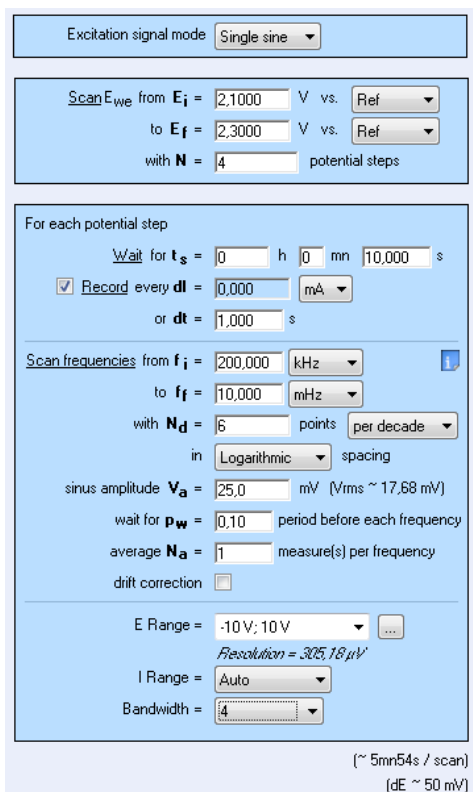 Excitation signal mode Single sine
Scan Ewe from Ei = 2,1000 V vs. Ref
to Ef = 2,3000 V vs. Ref
with N = 4 potential steps
For each potential step
Wait for ts = 0 h 0 mn 10,000 s
Record every dI = 0,000 mA
or dt = 1,000 s
Scan frequencies from fi = 200,000 kHz
to ff = 10,000 mHz
with Nd = 6 points per decade
in Logarithmic spacing
sinus amplitude Va = 25,0 mV (Vrms ~ 17,68 mV)
wait for pw = 0,10 period before each frequency
average Na = 1 measure(s) per frequency
drift correction
E Range = -10 V; 10 V ...
Resolution = 305,18 µV
I Range = Auto
Bandwidth = 4
(~ 5mn54s / scan)
(dE ~ 50 mV)